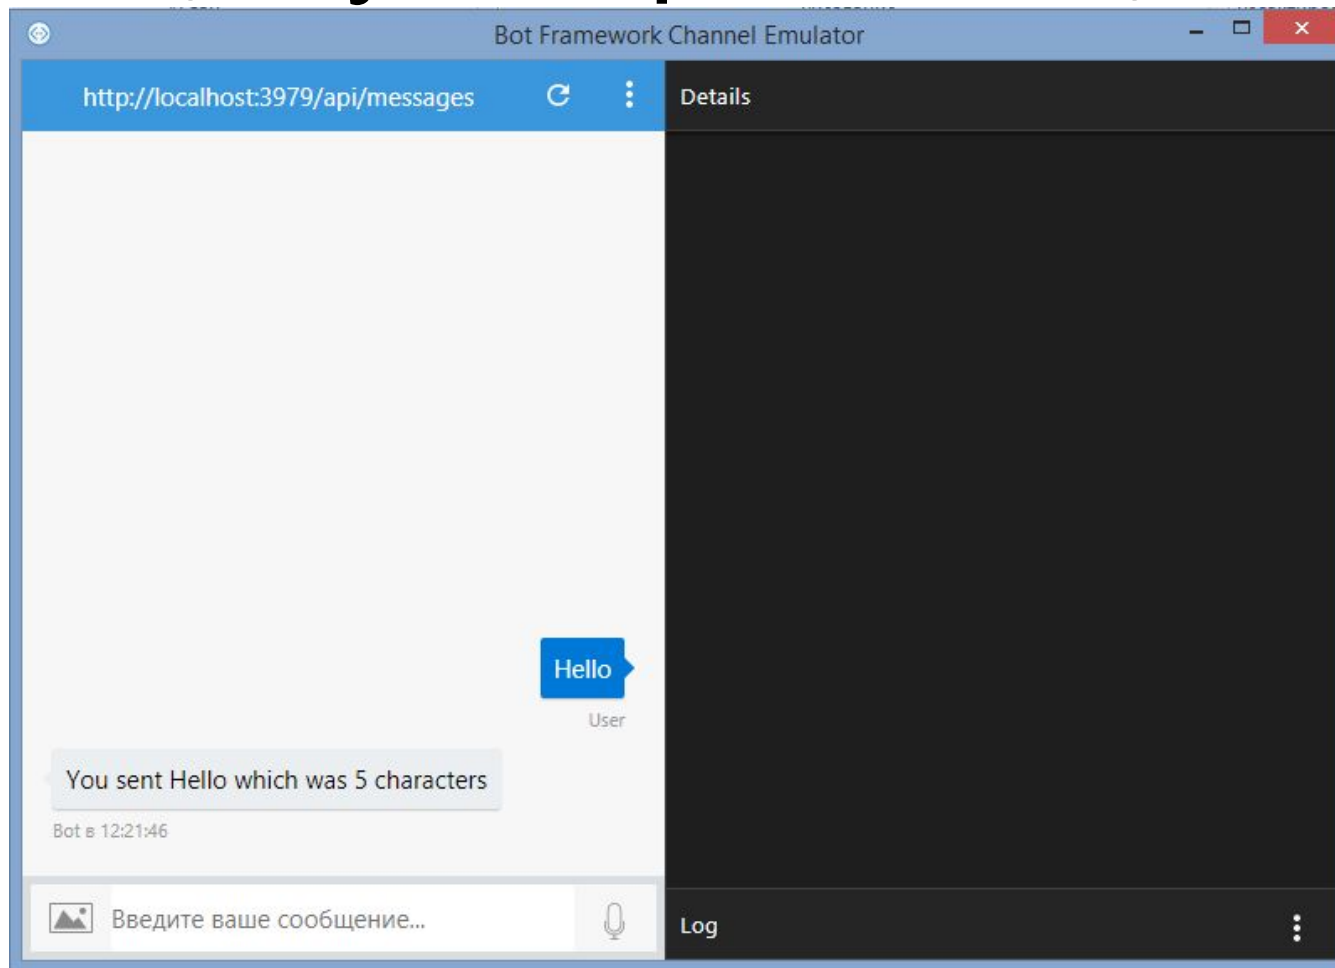 Bot Framework Channel Emulator
http://localhost:3979/api/messages
Details
Hello
User
You sent Hello which was 5 characters
Bot в 12:21:46
Введите ваше сообщение...
Log